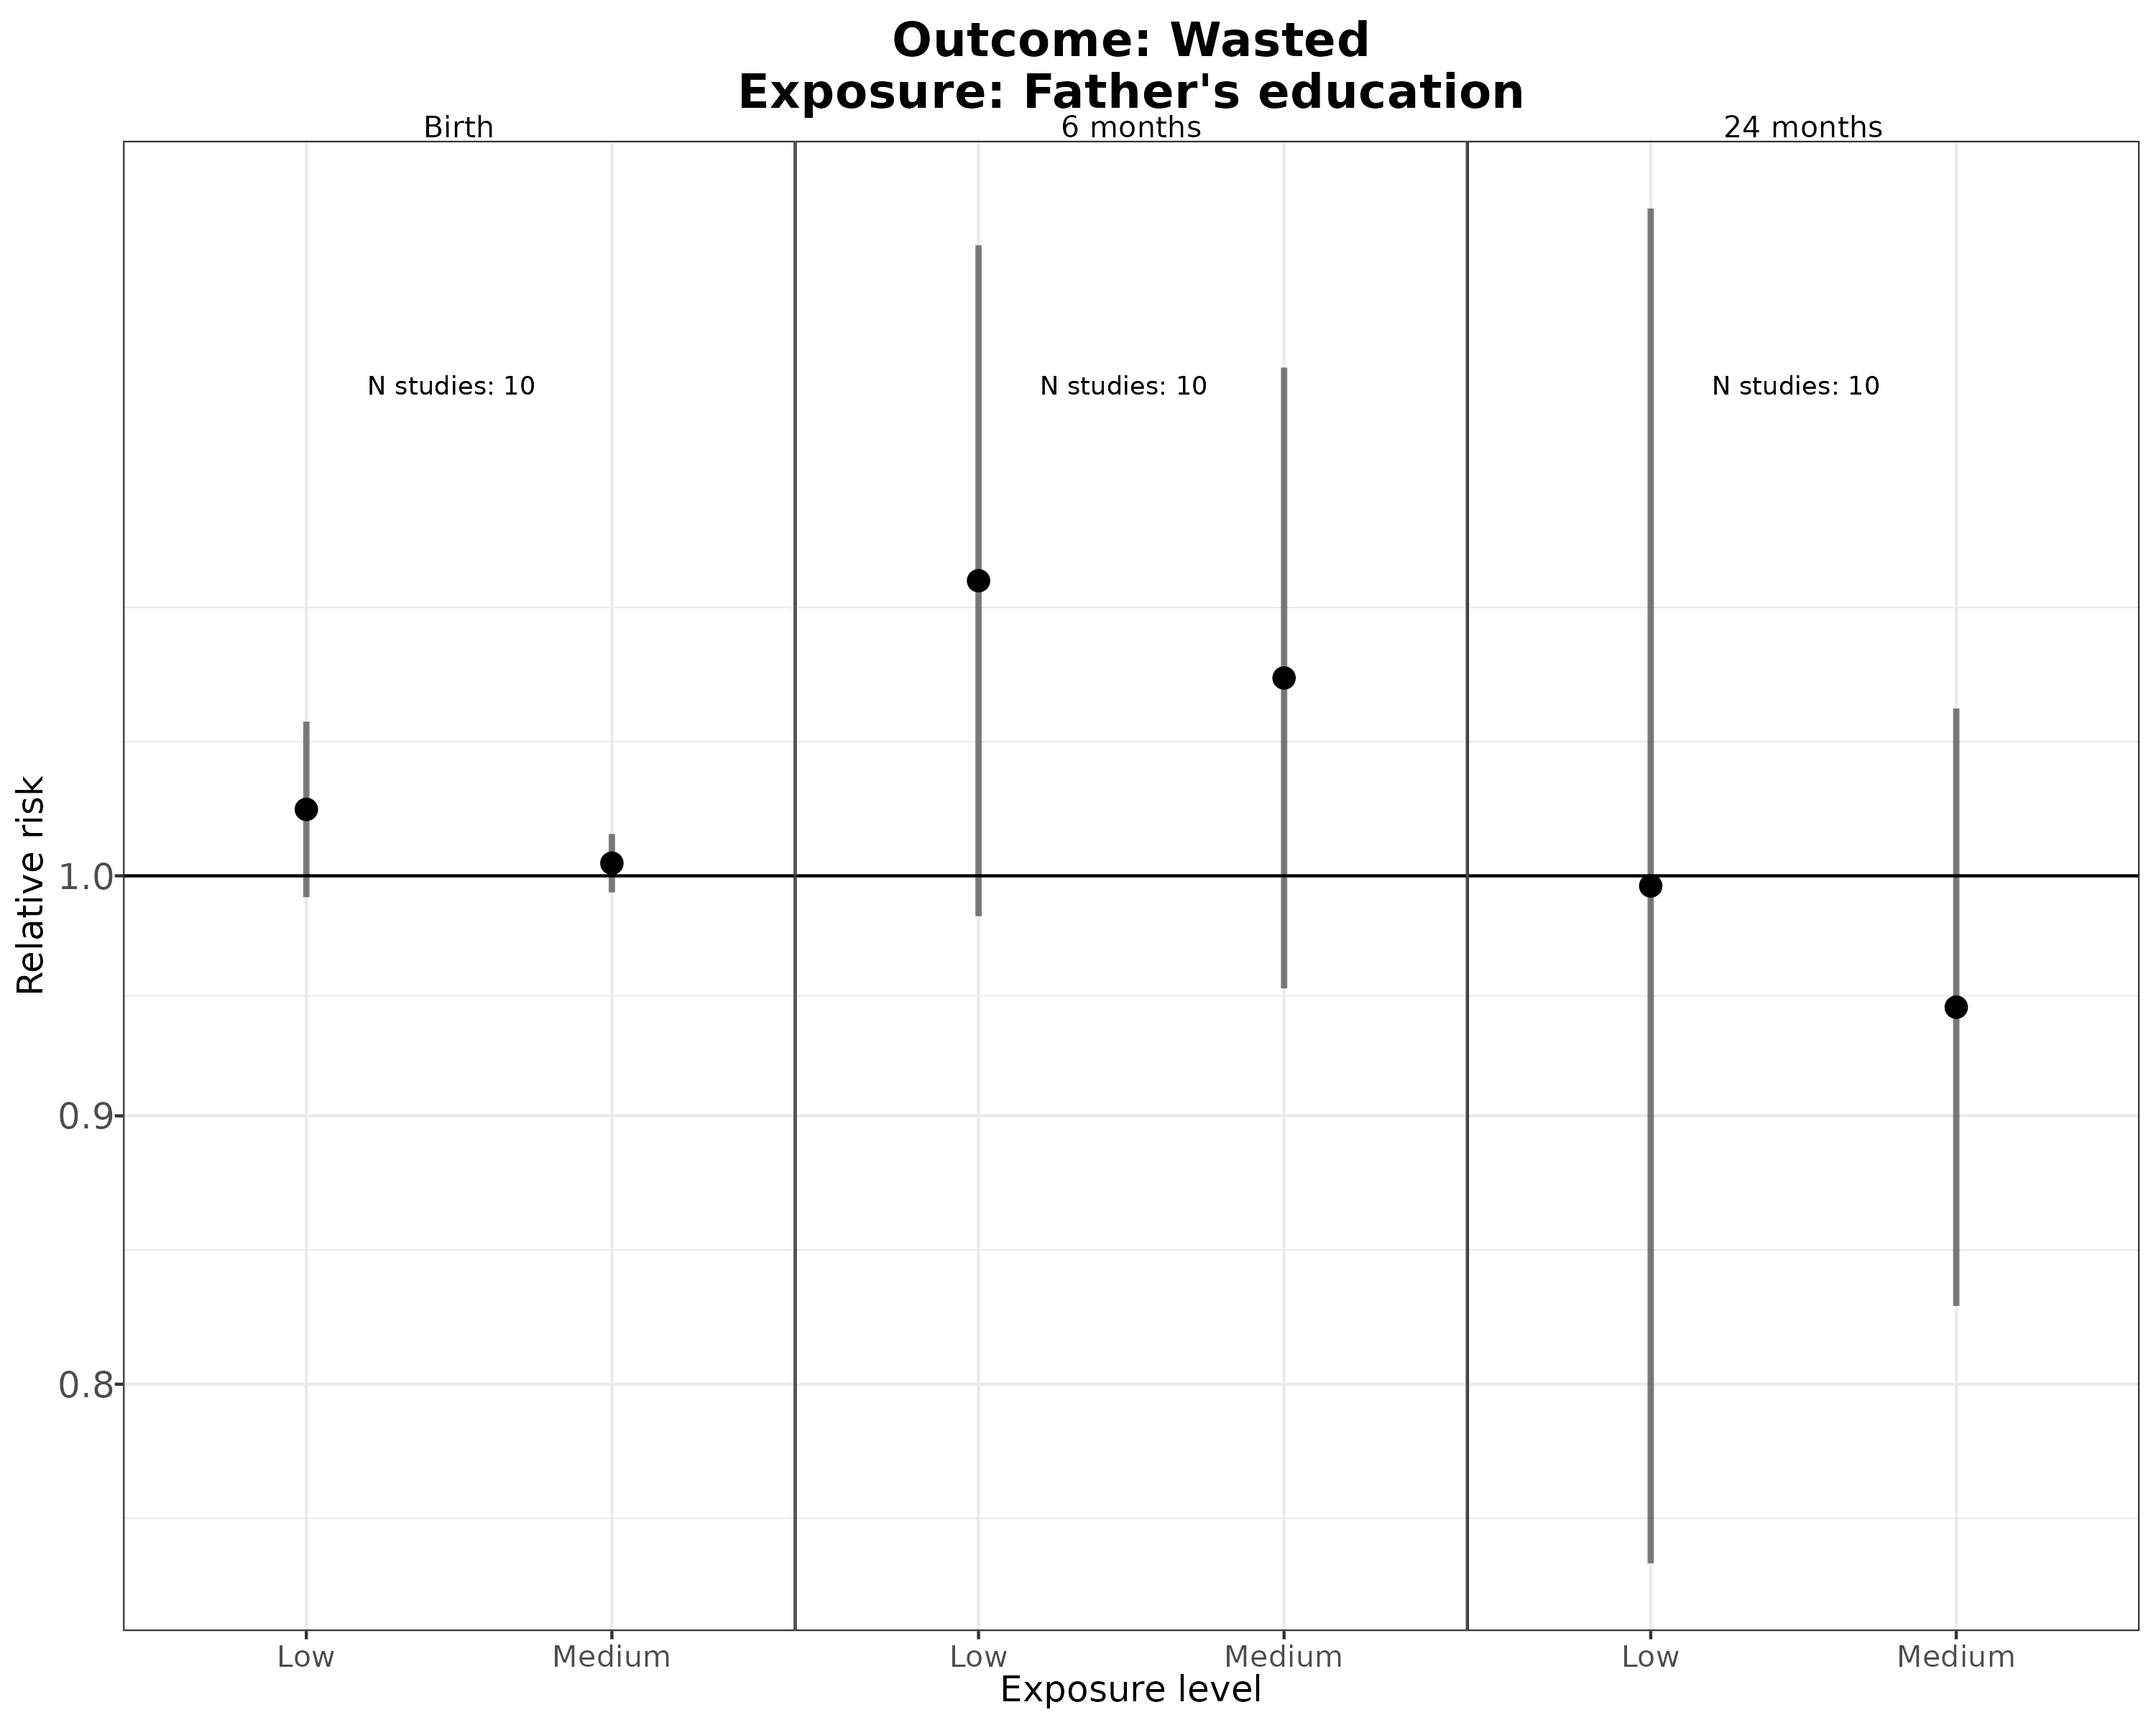 Outcome: Wasted
Exposure: Father's education
Birth
6 months
24 months
N studies: 10
N studies: 10
N studies: 10
Relative risk
1.0
0.9
0.8
Low
Medium
Low
Medium
Low
Medium
Exposure level